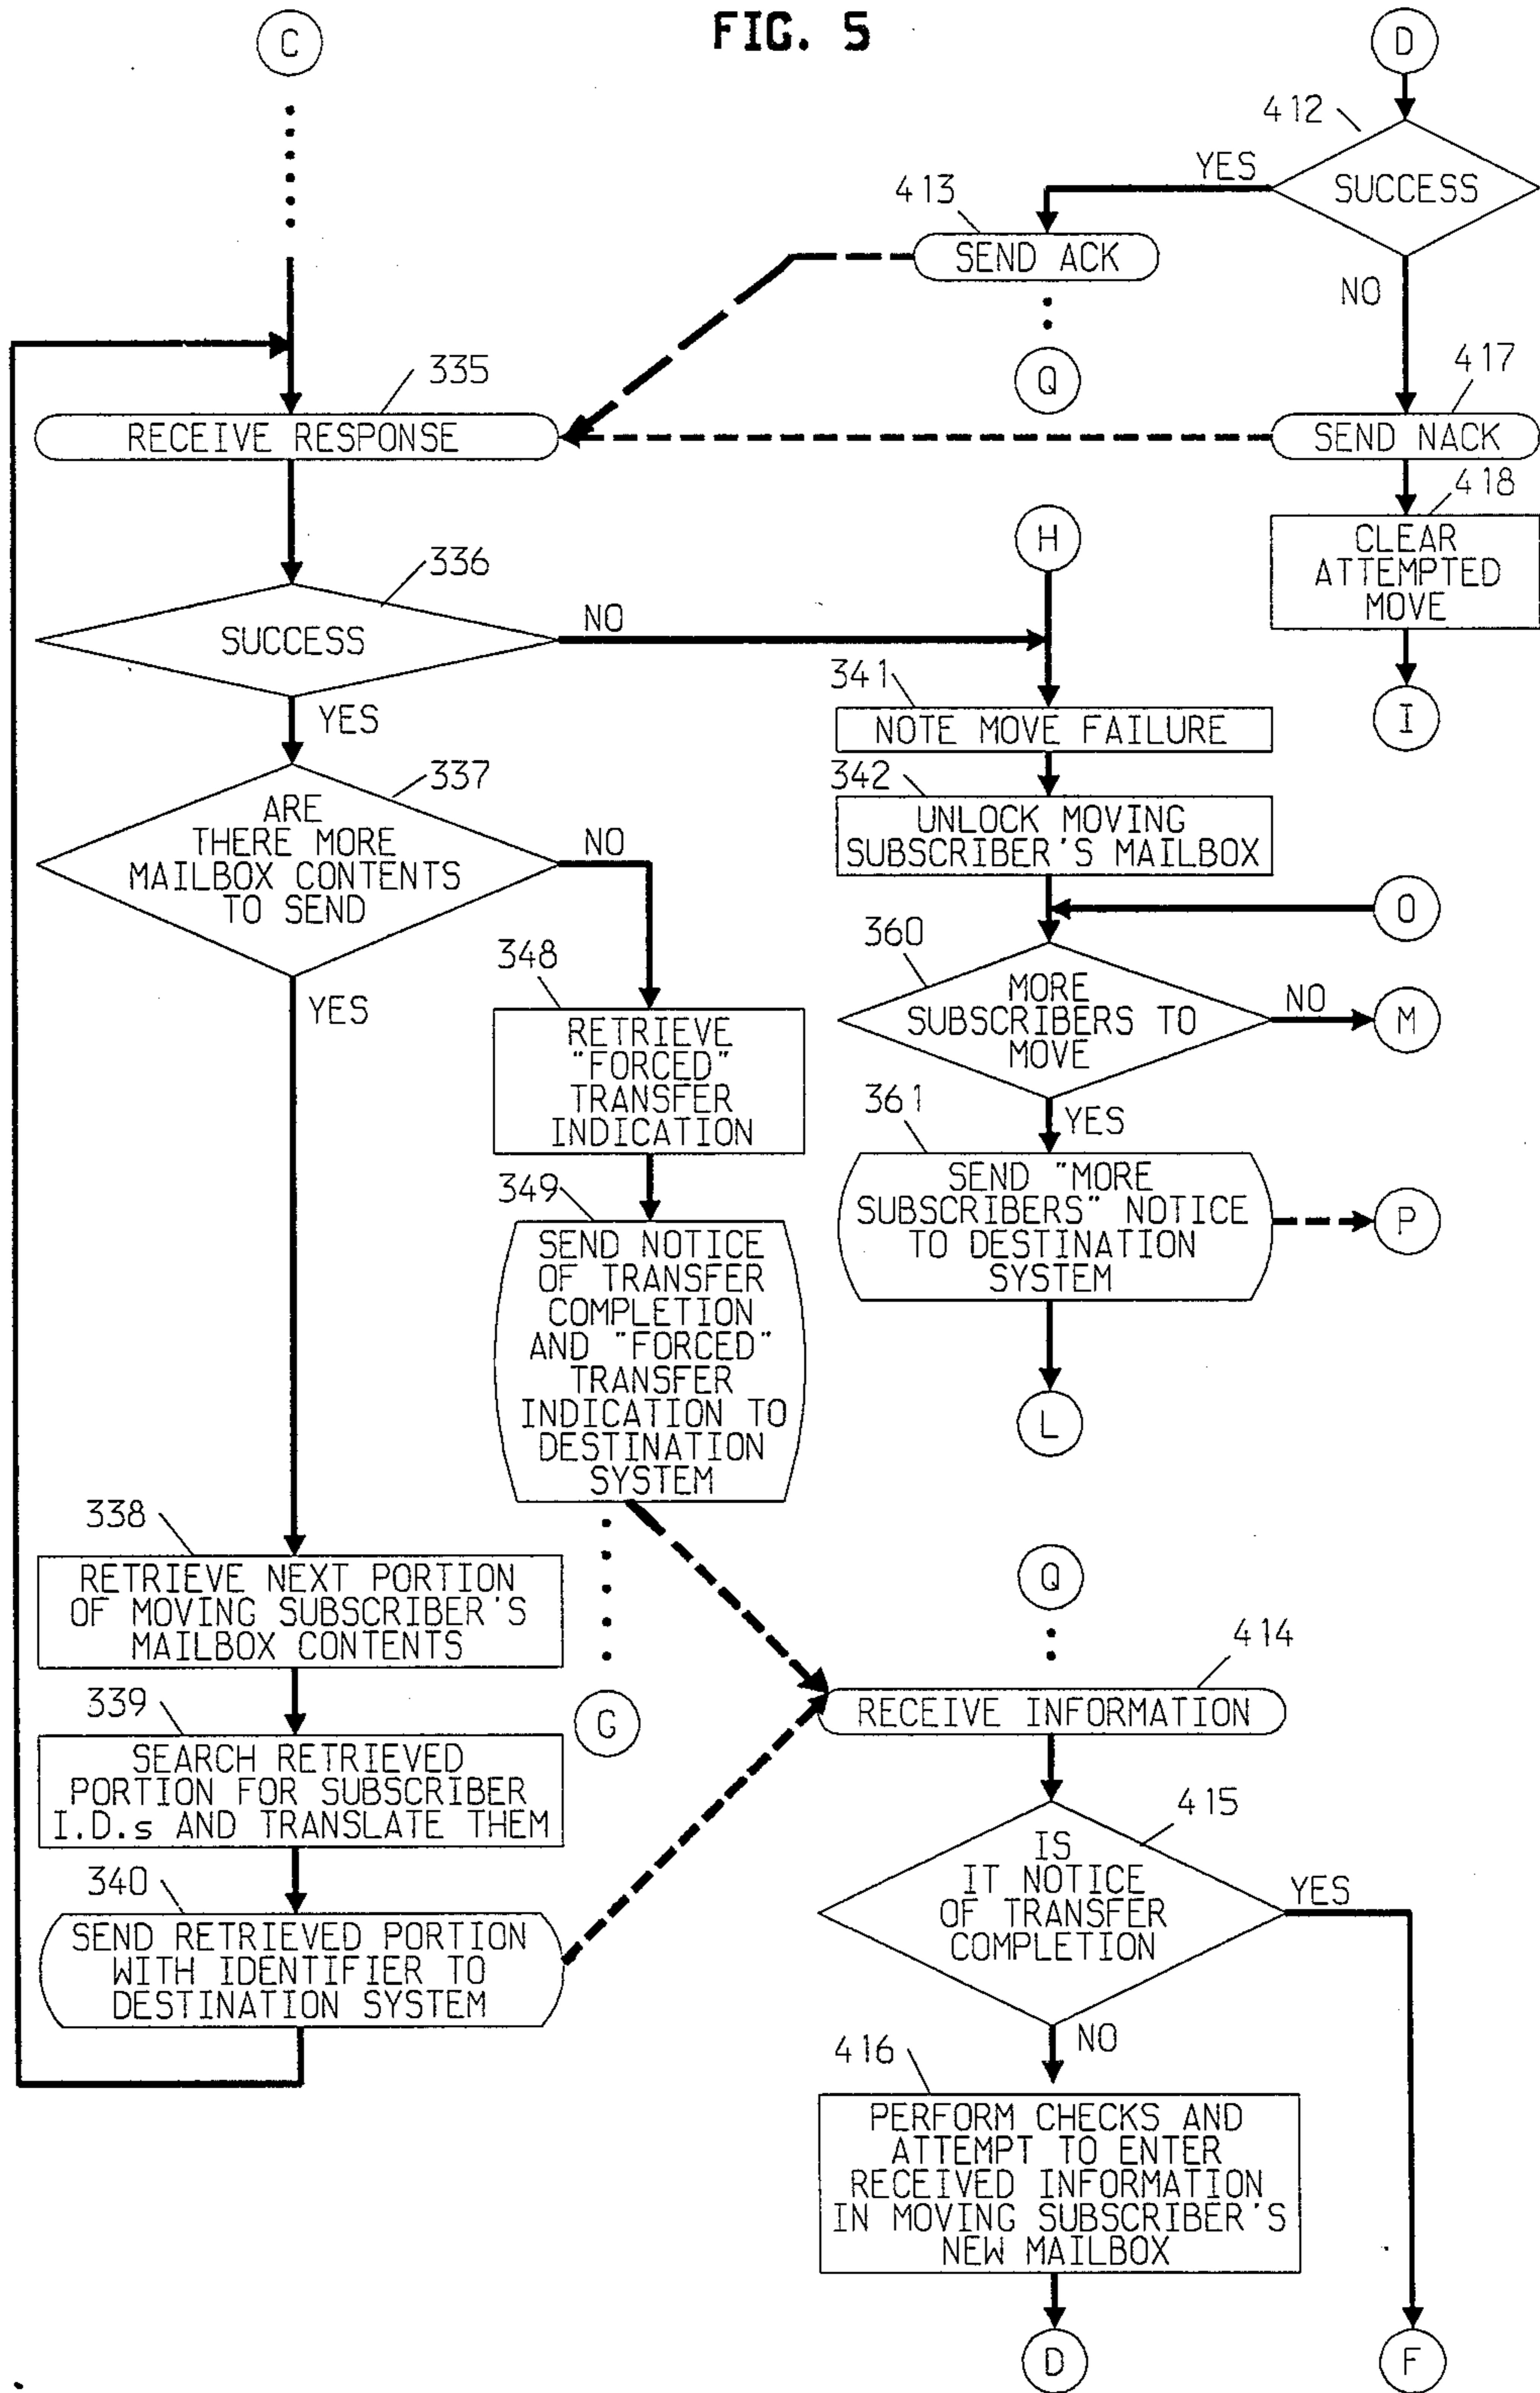 FIG. 5
C
D
412
YES
SUCCESS
413
SEND ACK
NO
Q
335
RECEIVE RESPONSE
417
SEND NACK
418
CLEAR
ATTEMPTED
MOVE
I
336
SUCCESS
NO
YES
H
341
NOTE MOVE FAILURE
342
UNLOCK MOVING
SUBSCRIBER'S MAILBOX
O
337
ARE
THERE MORE
MAILBOX CONTENTS
TO SEND
NO
YES
360
MORE
SUBSCRIBERS TO
MOVE
NO
M
YES
348
RETRIEVE
"FORCED"
TRANSFER
INDICATION
361
SEND "MORE
SUBSCRIBERS" NOTICE
TO DESTINATION
SYSTEM
P
L
349
SEND NOTICE
OF TRANSFER
COMPLETION
AND "FORCED"
TRANSFER
INDICATION TO
DESTINATION
SYSTEM
G
338
RETRIEVE NEXT PORTION
OF MOVING SUBSCRIBER'S
MAILBOX CONTENTS
339
SEARCH RETRIEVED
PORTION FOR SUBSCRIBER
I.D.s AND TRANSLATE THEM
340
SEND RETRIEVED PORTION
WITH IDENTIFIER TO
DESTINATION SYSTEM
Q
414
RECEIVE INFORMATION
415
IS
IT NOTICE
OF TRANSFER
COMPLETION
YES
NO
416
PERFORM CHECKS AND
ATTEMPT TO ENTER
RECEIVED INFORMATION
IN MOVING SUBSCRIBER'S
NEW MAILBOX
D
F